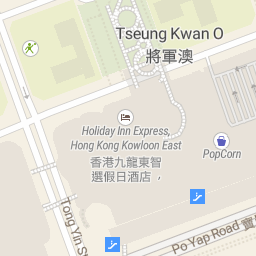 Tseung Kwan O
將軍澳
Holiday Inn Express,
Hong Kong Kowloon East
香港九龍東智
選假日酒店，
PopCorn
Tong Yin S
Po Yap Road 寶